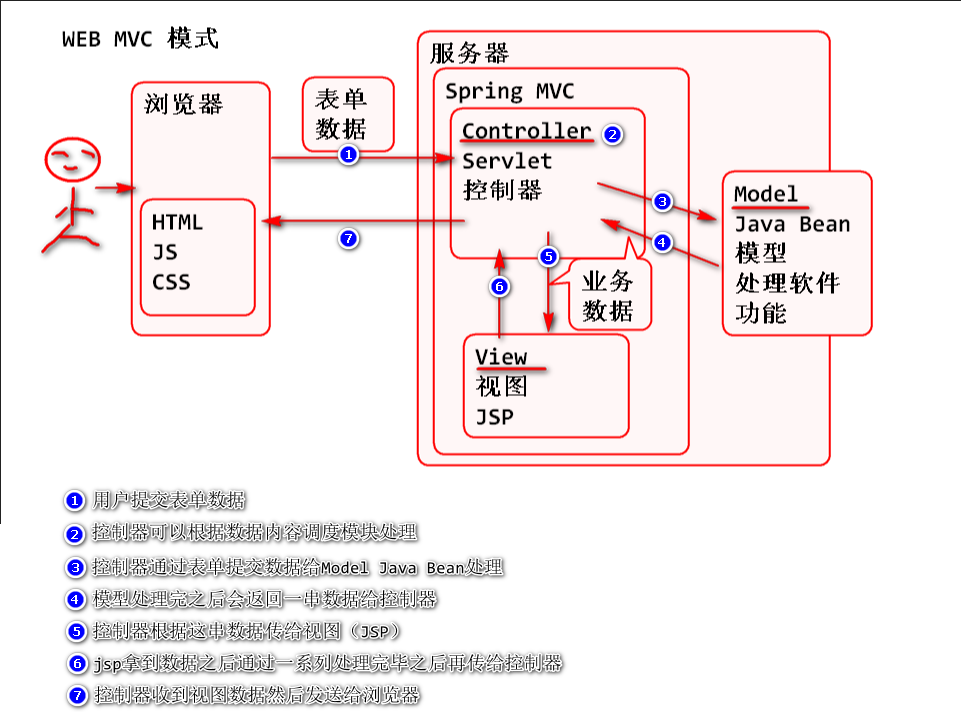 WEB MVC 模式
服务器
浏览器
表单
数据
Spring MVC
Controller
2
Servlet
控制器
1
3
Model
Java Bean
模型
处理软件
功能
HTML
JS
CSS
7
4
5
6
业务
数据
View
视图
JSP
1 用户提交表单数据
2 控制器可以根据数据内容调度模块处理
3 控制器通过表单提交数据给Model Java Bean处理
4 模型处理完之后会返回一串数据给控制器
5 控制器根据这串数据传给视图（JSP）
6 jsp拿到数据之后通过一系列处理完毕之后再传给控制器
7 控制器收到视图数据然后发送给浏览器